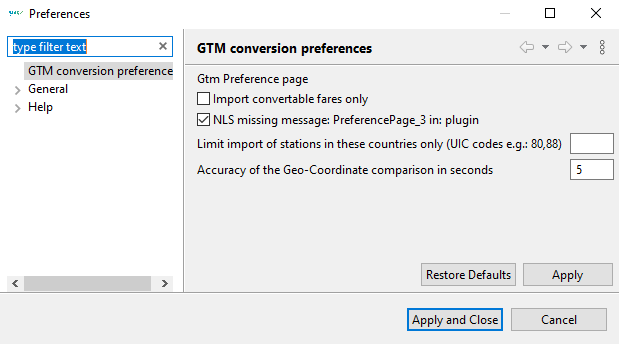 Preferences
type filter text
GTM conversion preference
General
Help
GTM conversion preferences
Gtm Preference page
Import convertable fares only
NLS missing message: PreferencePage_3 in: plugin
Limit import of stations in these countries only (UIC codes e.g.: 80,88)
Accuracy of the Geo-Coordinate comparison in seconds 5
Restore Defaults Apply
Apply and Close Cancel